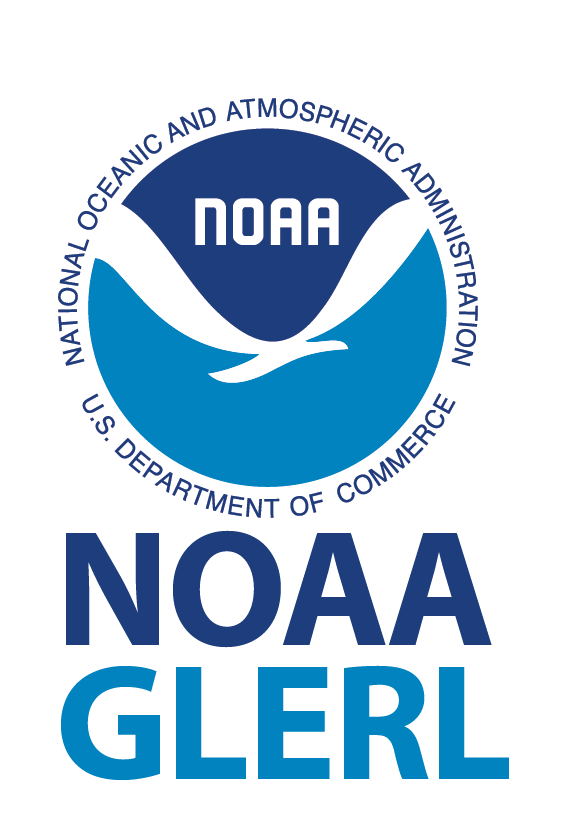 NATIONAL OCEANIC AND ATMOSPHERIC ADMINISTRATION
NOAA
U.S. DEPARTMENT OF COMMERCE
NOAA
GLERL